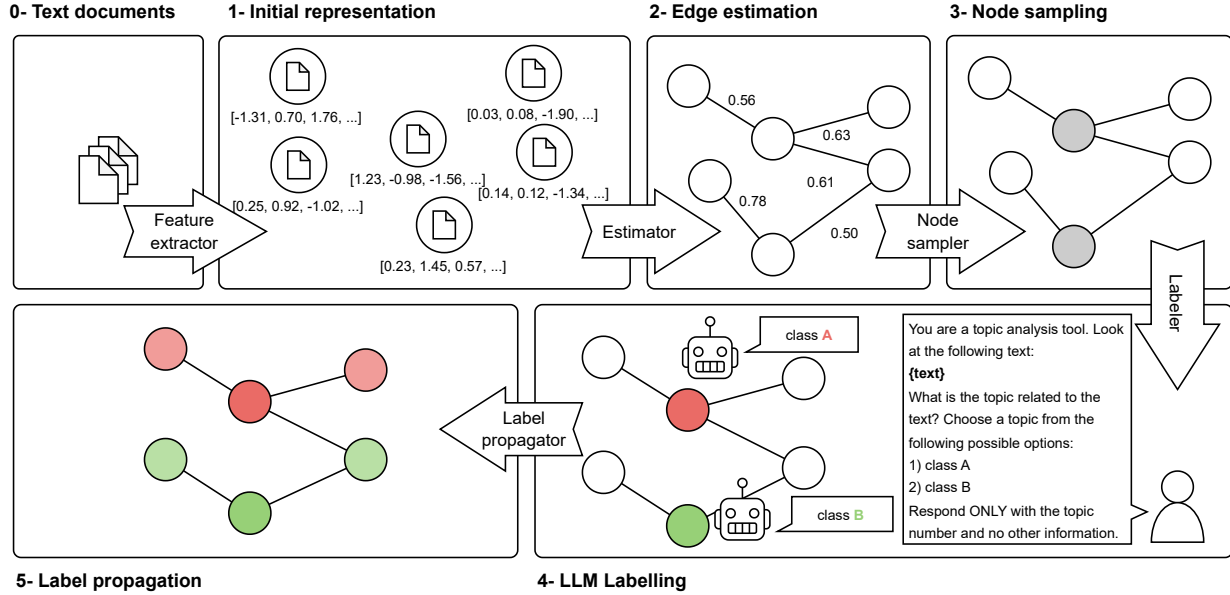 0- Text documents
1- Initial representation
2- Edge estimation
3- Node sampling
[-1.31, 0.70, 1.76, ...]
[0.03, 0.08, -1.90, ...]
[1.23, -0.98, -1.56, ...]
[0.14, 0.12, -1.34, ...]
[0.25, 0.92, -1.02, ...]
[0.23, 1.45, 0.57, ...]
Feature
extractor
Estimator
0.56
0.63
0.61
0.78
0.50
Node
sampler
Labeler
You are a topic analysis tool. Look
at the following text:
{text}
What is the topic related to the
text? Choose a topic from the
following possible options:
1) class A
2) class B
Respond ONLY with the topic
number and no other information.
class A
class B
Label
propagator
5- Label propagation
4- LLM Labelling